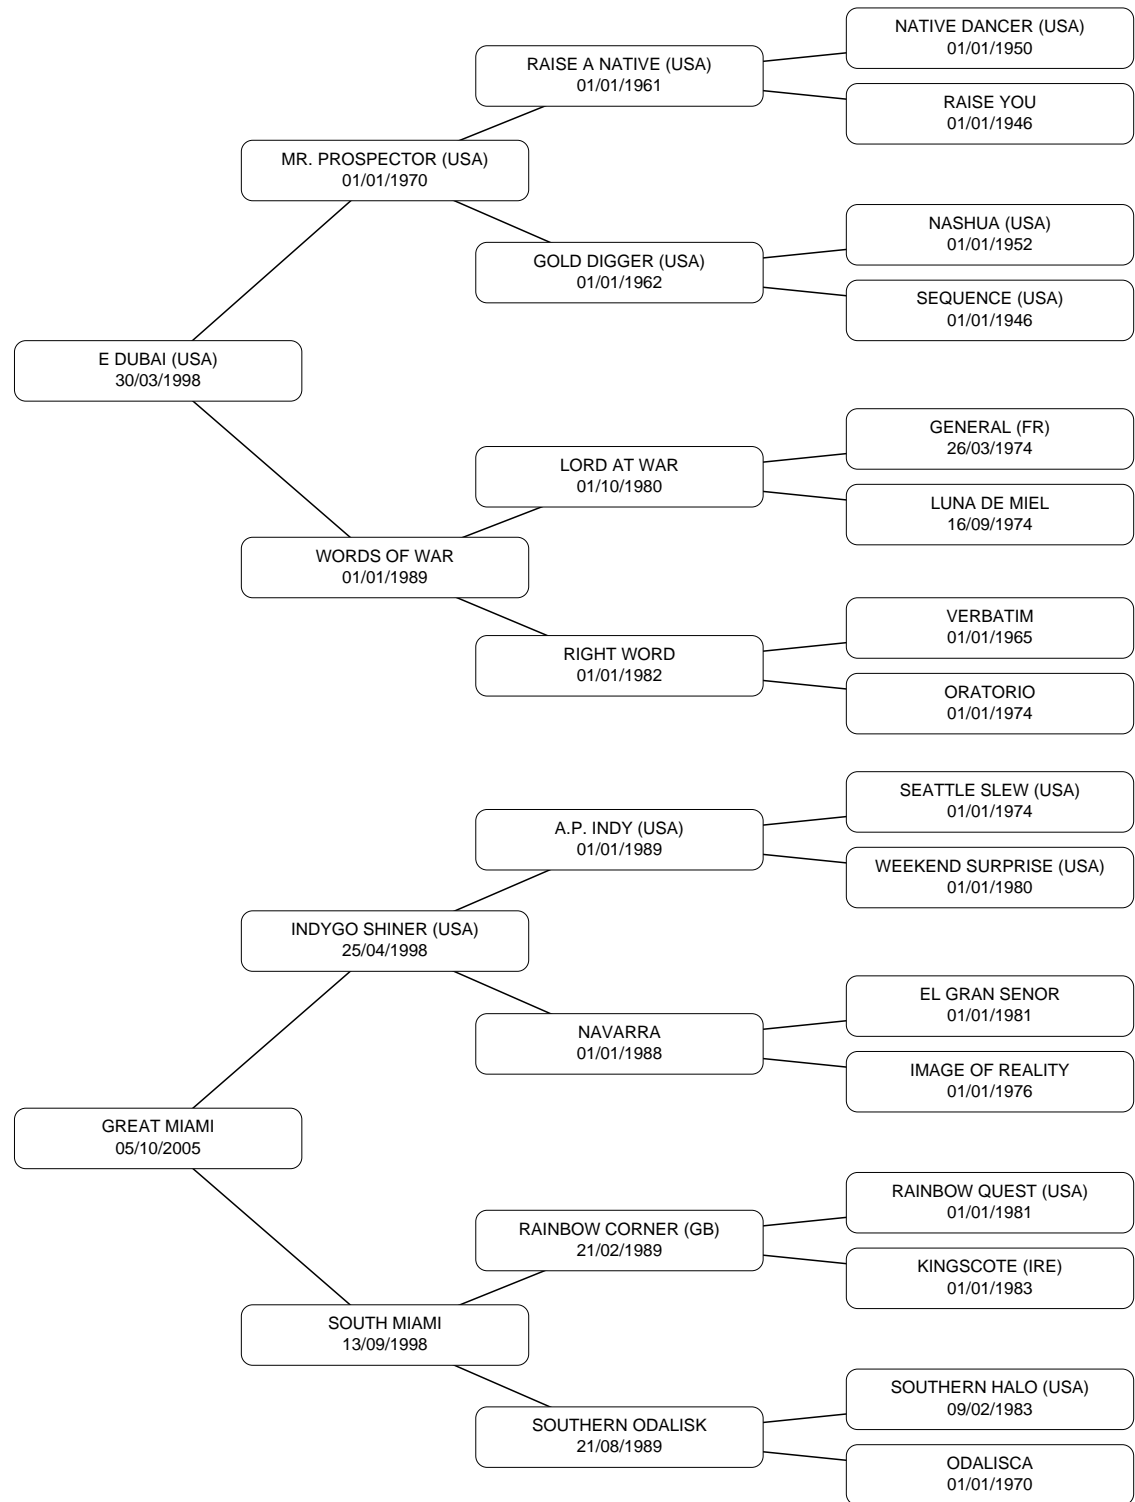 NATIVE DANCER (USA)
01/01/1950
RAISE A NATIVE (USA)
01/01/1961
RAISE YOU
01/01/1946
MR. PROSPECTOR (USA)
01/01/1970
NASHUA (USA)
01/01/1952
GOLD DIGGER (USA)
01/01/1962
SEQUENCE (USA)
01/01/1946
E DUBAI (USA)
30/03/1998
GENERAL (FR)
26/03/1974
LORD AT WAR
01/10/1980
LUNA DE MIEL
16/09/1974
WORDS OF WAR
01/01/1989
VERBATIM
01/01/1965
RIGHT WORD
01/01/1982
ORATORIO
01/01/1974
SEATTLE SLEW (USA)
01/01/1974
A.P. INDY (USA)
01/01/1989
WEEKEND SURPRISE (USA)
01/01/1980
INDYGO SHINER (USA)
25/04/1998
EL GRAN SENOR
01/01/1981
NAVARRA
01/01/1988
IMAGE OF REALITY
01/01/1976
GREAT MIAMI
05/10/2005
RAINBOW QUEST (USA)
01/01/1981
RAINBOW CORNER (GB)
21/02/1989
KINGSCOTE (IRE)
01/01/1983
SOUTH MIAMI
13/09/1998
SOUTHERN HALO (USA)
09/02/1983
SOUTHERN ODALISK
21/08/1989
ODALISCA
01/01/1970